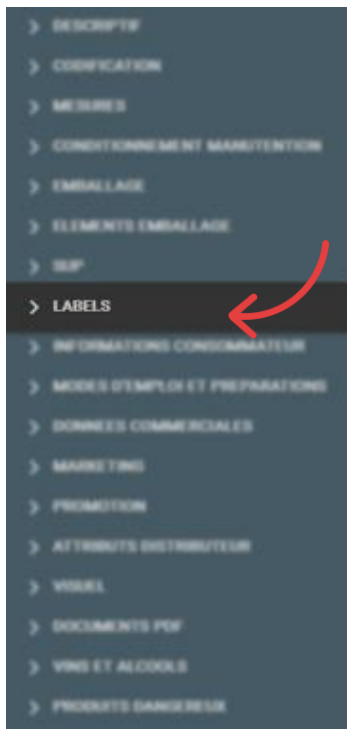 DESCRIPTIF
CODIFICATION
MESURES
CONDITIONNEMENT MANUTENTION
EMBALLAGE
ELEMENTS EMBALLAGE
SUP
LABELS
INFORMATIONS CONSOMMATEUR
MODES D'EMPLOI ET PREPARATIONS
DONNEES COMMERCIALES
MARKETING
PROMOTION
ATTRIBUTS DISTRIBUTEUR
VISUEL
DOCUMENTS PDF
VINS ET ALCOOLS
PRODUITS DANGEREUX